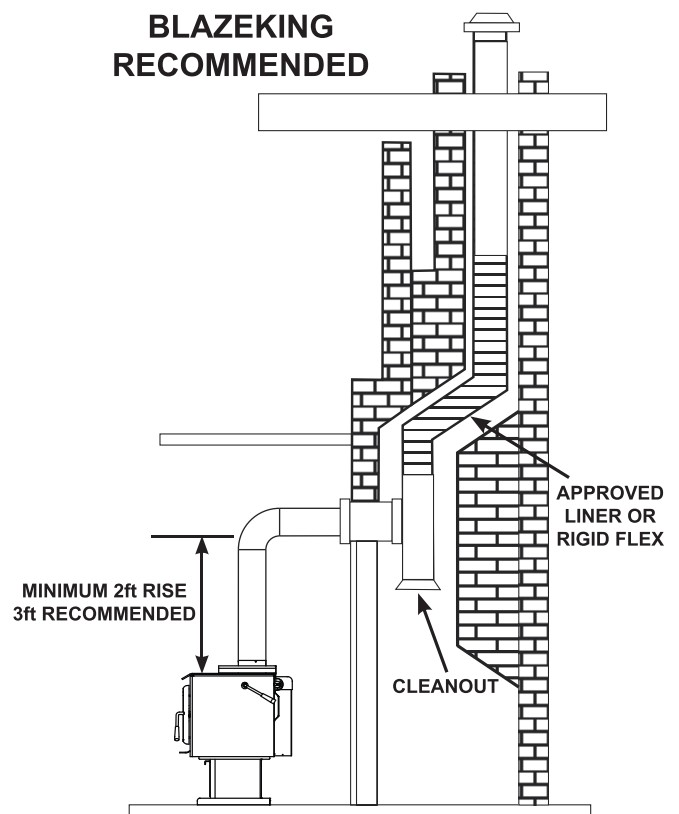 BLAZEKING
RECOMMENDED
APPROVED
LINER OR
RIGID FLEX
MINIMUM 2ft RISE
3ft RECOMMENDED
CLEANOUT